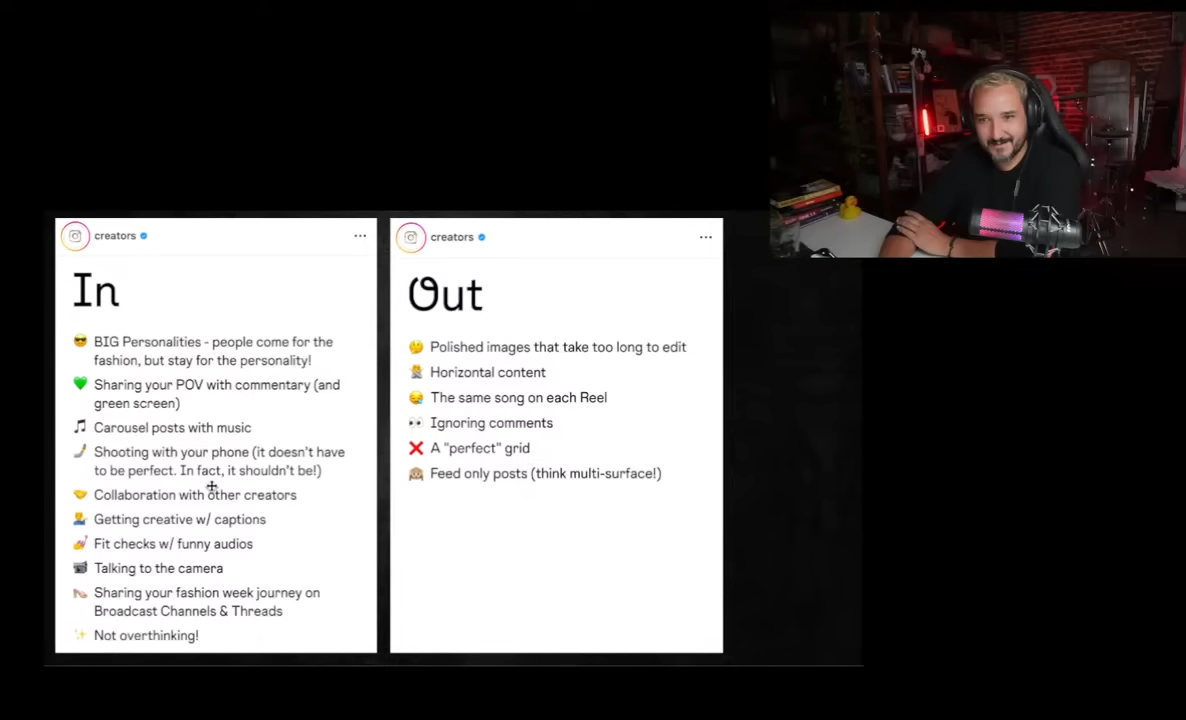 creators
In
BIG Personalities - people come for the
fashion, but stay for the personality!
Sharing your POV with commentary (and
green screen)
Carousel posts with music
Shooting with your phone (it doesn't have
to be perfect. In fact, it shouldn't be!)
Collaboration with other creators
Getting creative w/ captions
Fit checks w/ funny audios
Talking to the camera
Sharing your fashion week journey on
Broadcast Channels & Threads
Not overthinking!
creators
Out
Polished images that take too long to edit
Horizontal content
The same song on each Reel
Ignoring comments
A "perfect" grid
Feed only posts (think multi-surface!)